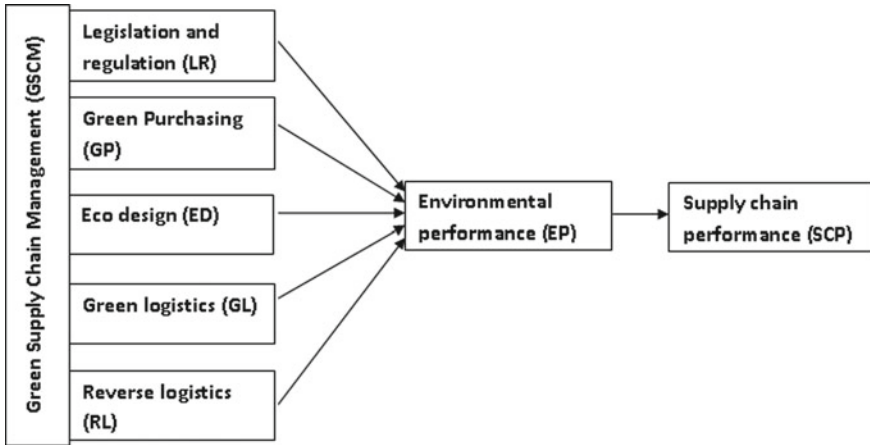 Green Supply Chain Management (GSCM)
Legislation and
regulation (LR)
Green Purchasing
(GP)
Eco design (ED)
Green logistics (GL)
Reverse logistics
(RL)
Environmental
performance (EP)
Supply chain
performance (SCP)